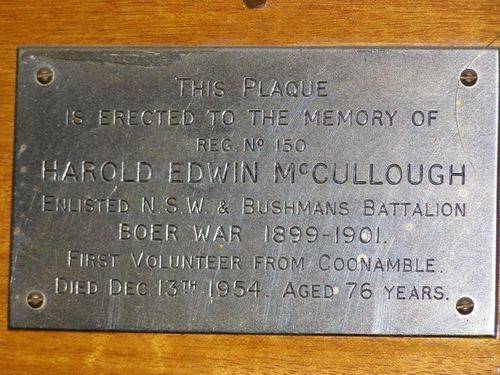 THIS PLAQUE
IS ERECTED TO THE MEMORY OF
REG. No 150
HAROLD EDWIN McCULLOUGH
ENLISTED N.S.W. & BUSHMANS BATTALION
BOER WAR 1899-1901.
FIRST VOLUNTEER FROM COONAMBLE.
DIED DEC. 13TH 1954. AGED 76 YEARS.